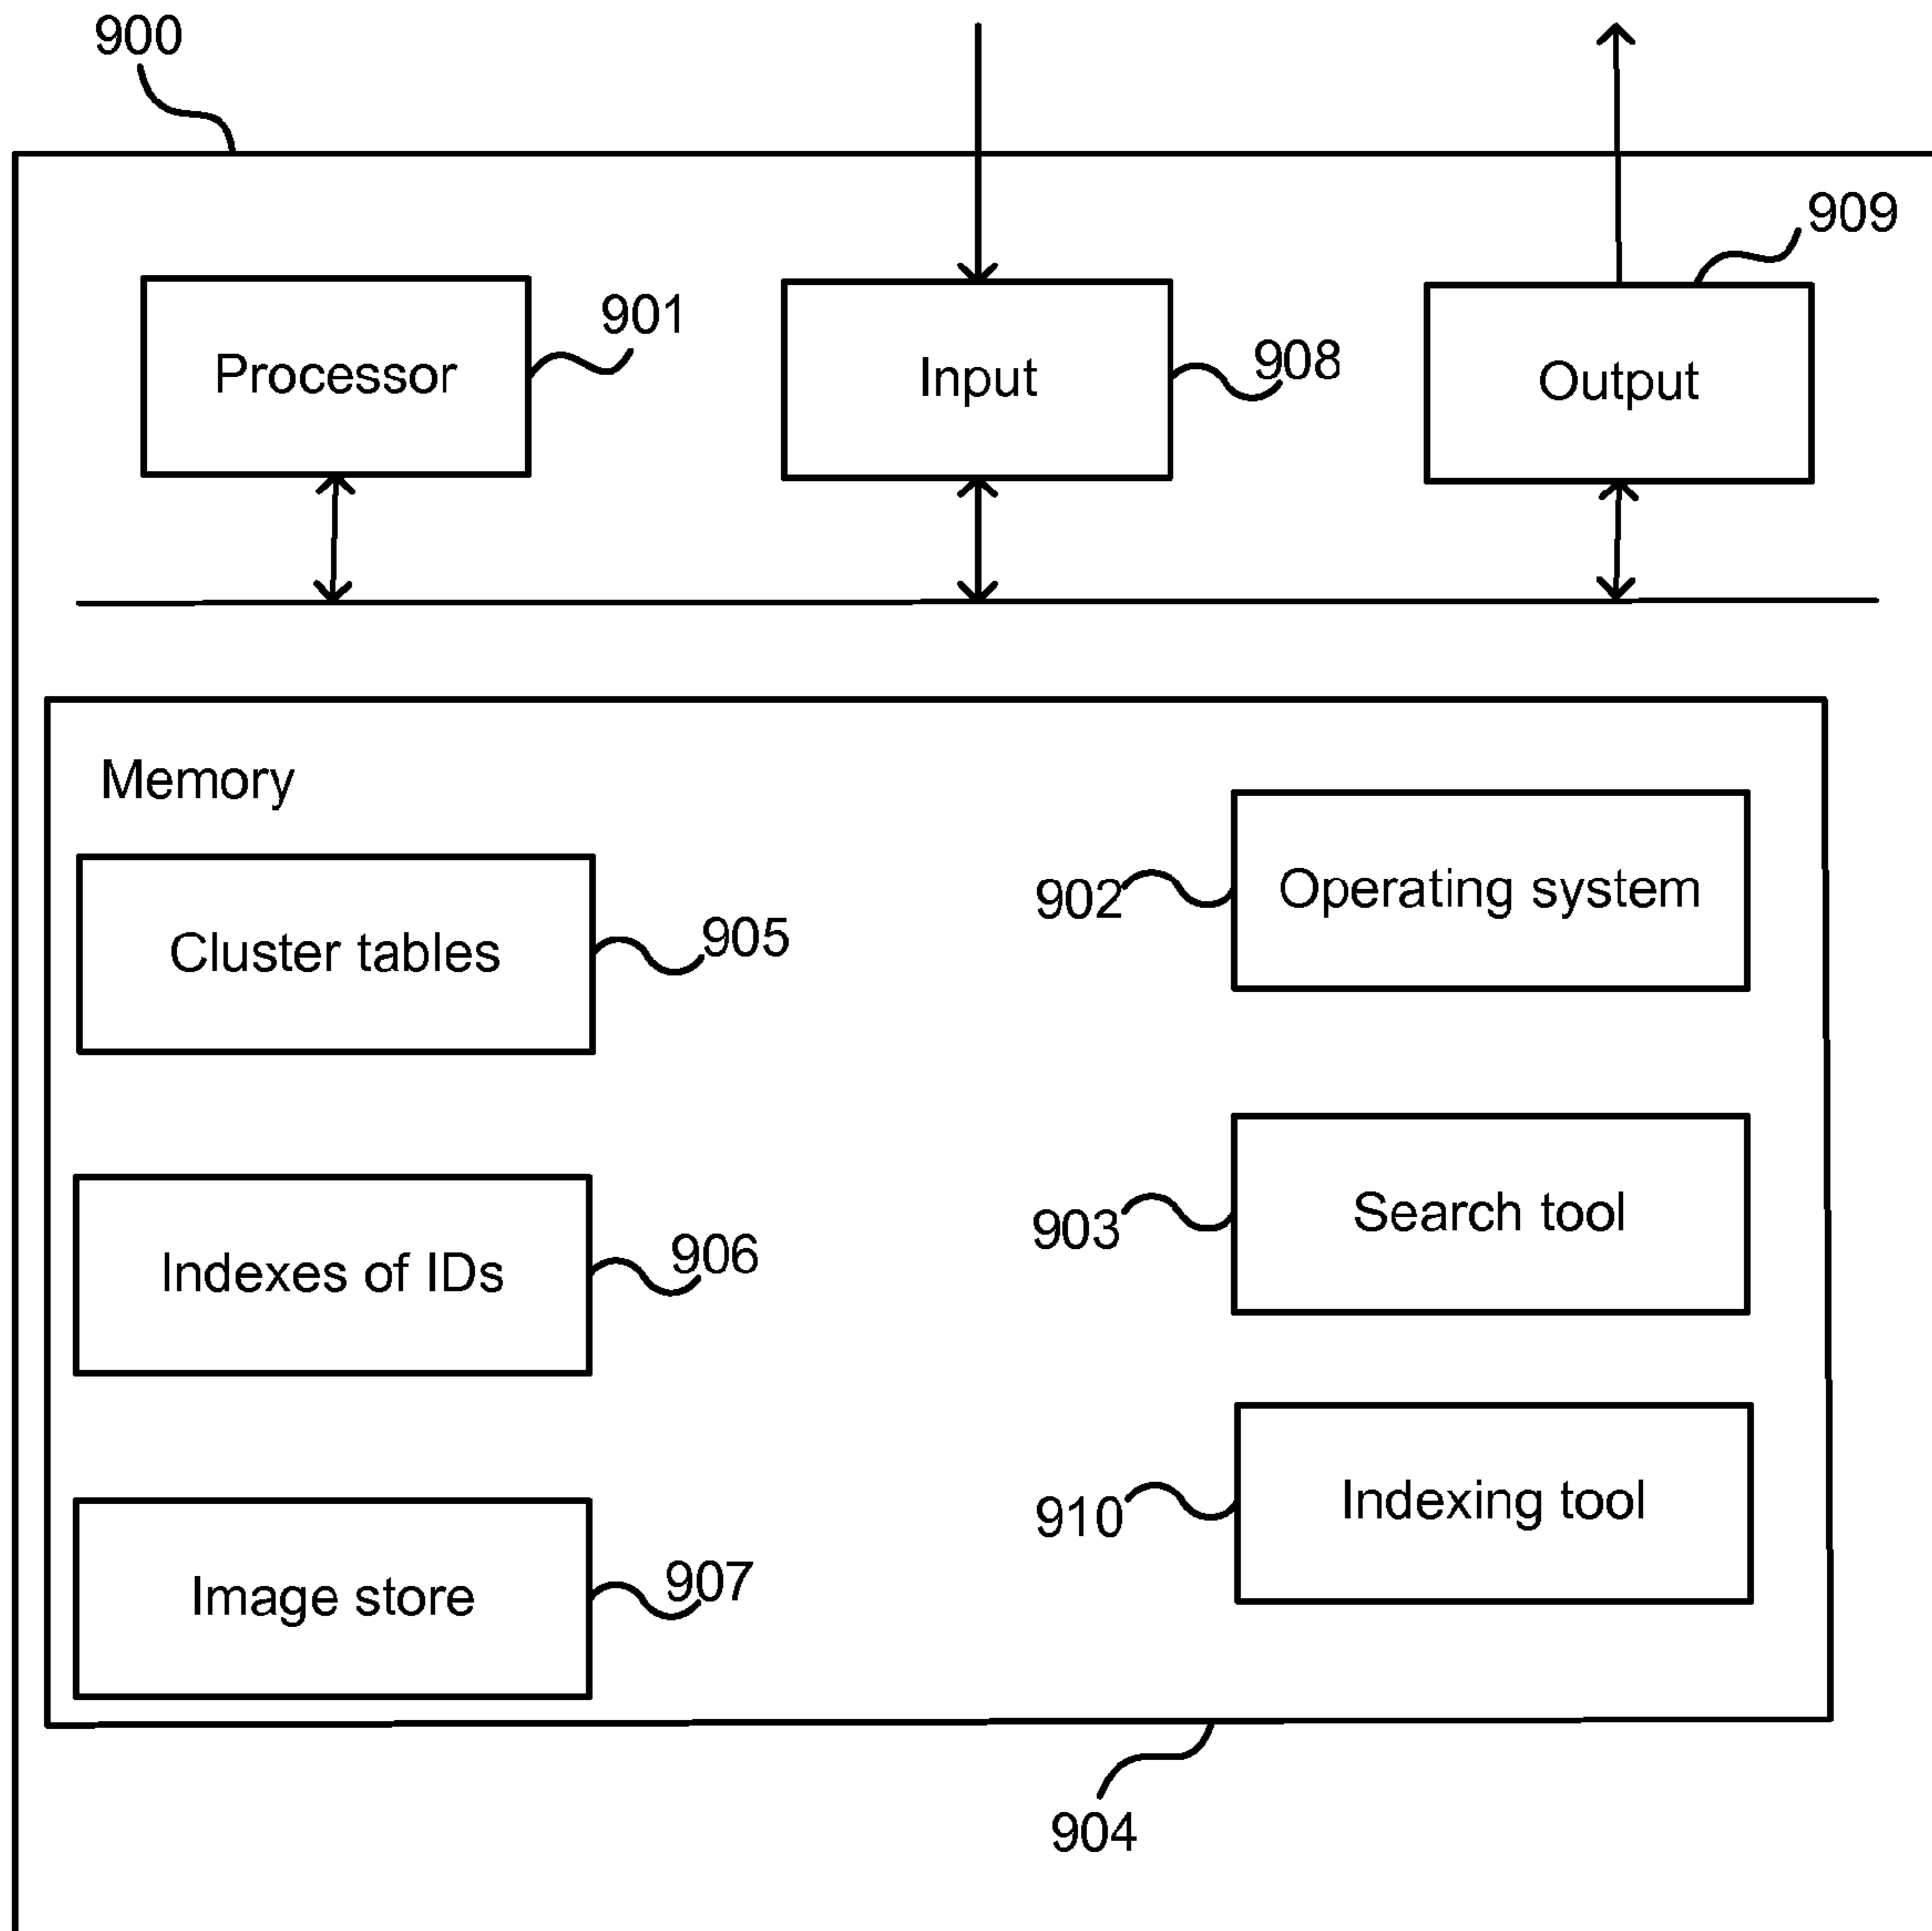 900
909
901
908
Processor
Input
Output
Memory
Operating system
902
Cluster tables
905
Search tool
903
Indexes of IDs
906
Indexing tool
910
Image store
907
904